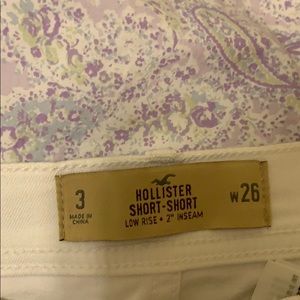 3
MADE IN
CHINA
HOLLISTER
SHORT-SHORT
LOW RISE • 2" INSEAM
W26